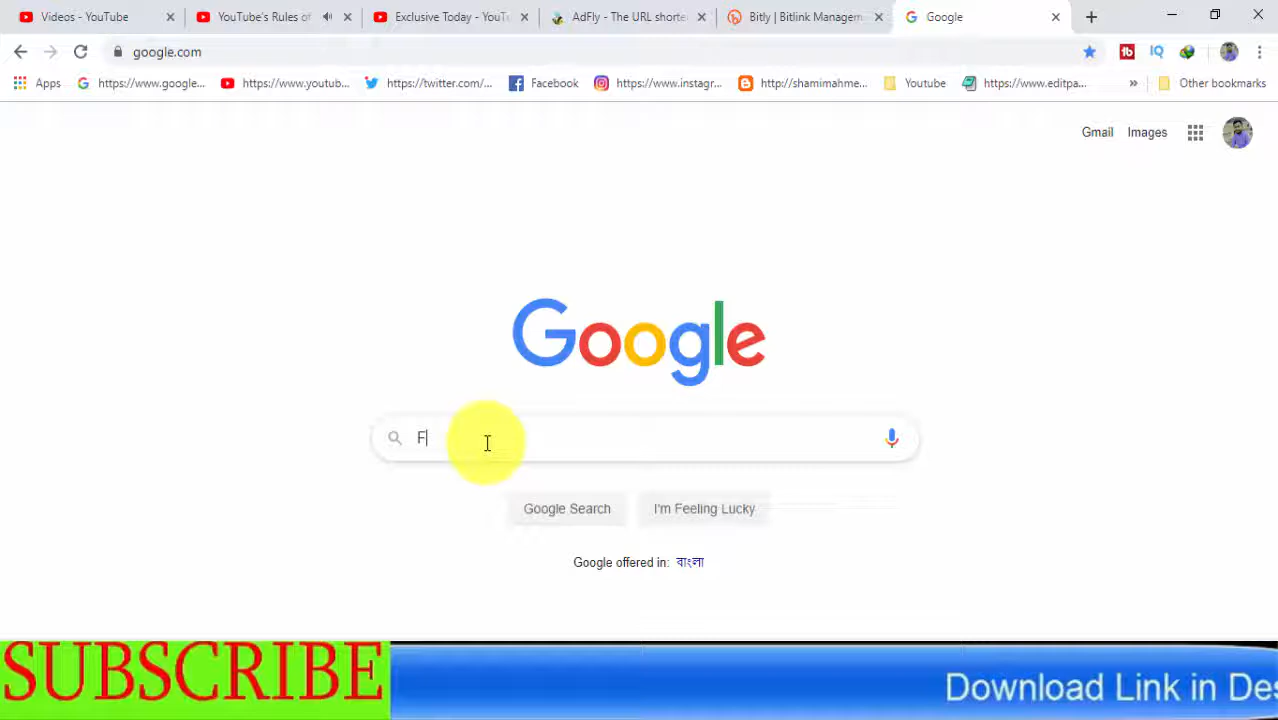 Videos - YouTube
YouTube's Rules of
Exclusive Today - YouT
AdFly - The URL shorte
Bitly | Bitlink Managem
Google
google.com
Apps
https://www.google...
https://www.youtub...
https://twitter.com/...
Facebook
https://www.instagr...
http://shamimahme...
Youtube
https://www.editpa...
»
Other bookmarks
Gmail
Images
Google
F
Google Search
I'm Feeling Lucky
Google offered in: বাংলা
SUBSCRIBE
Download Link in Des